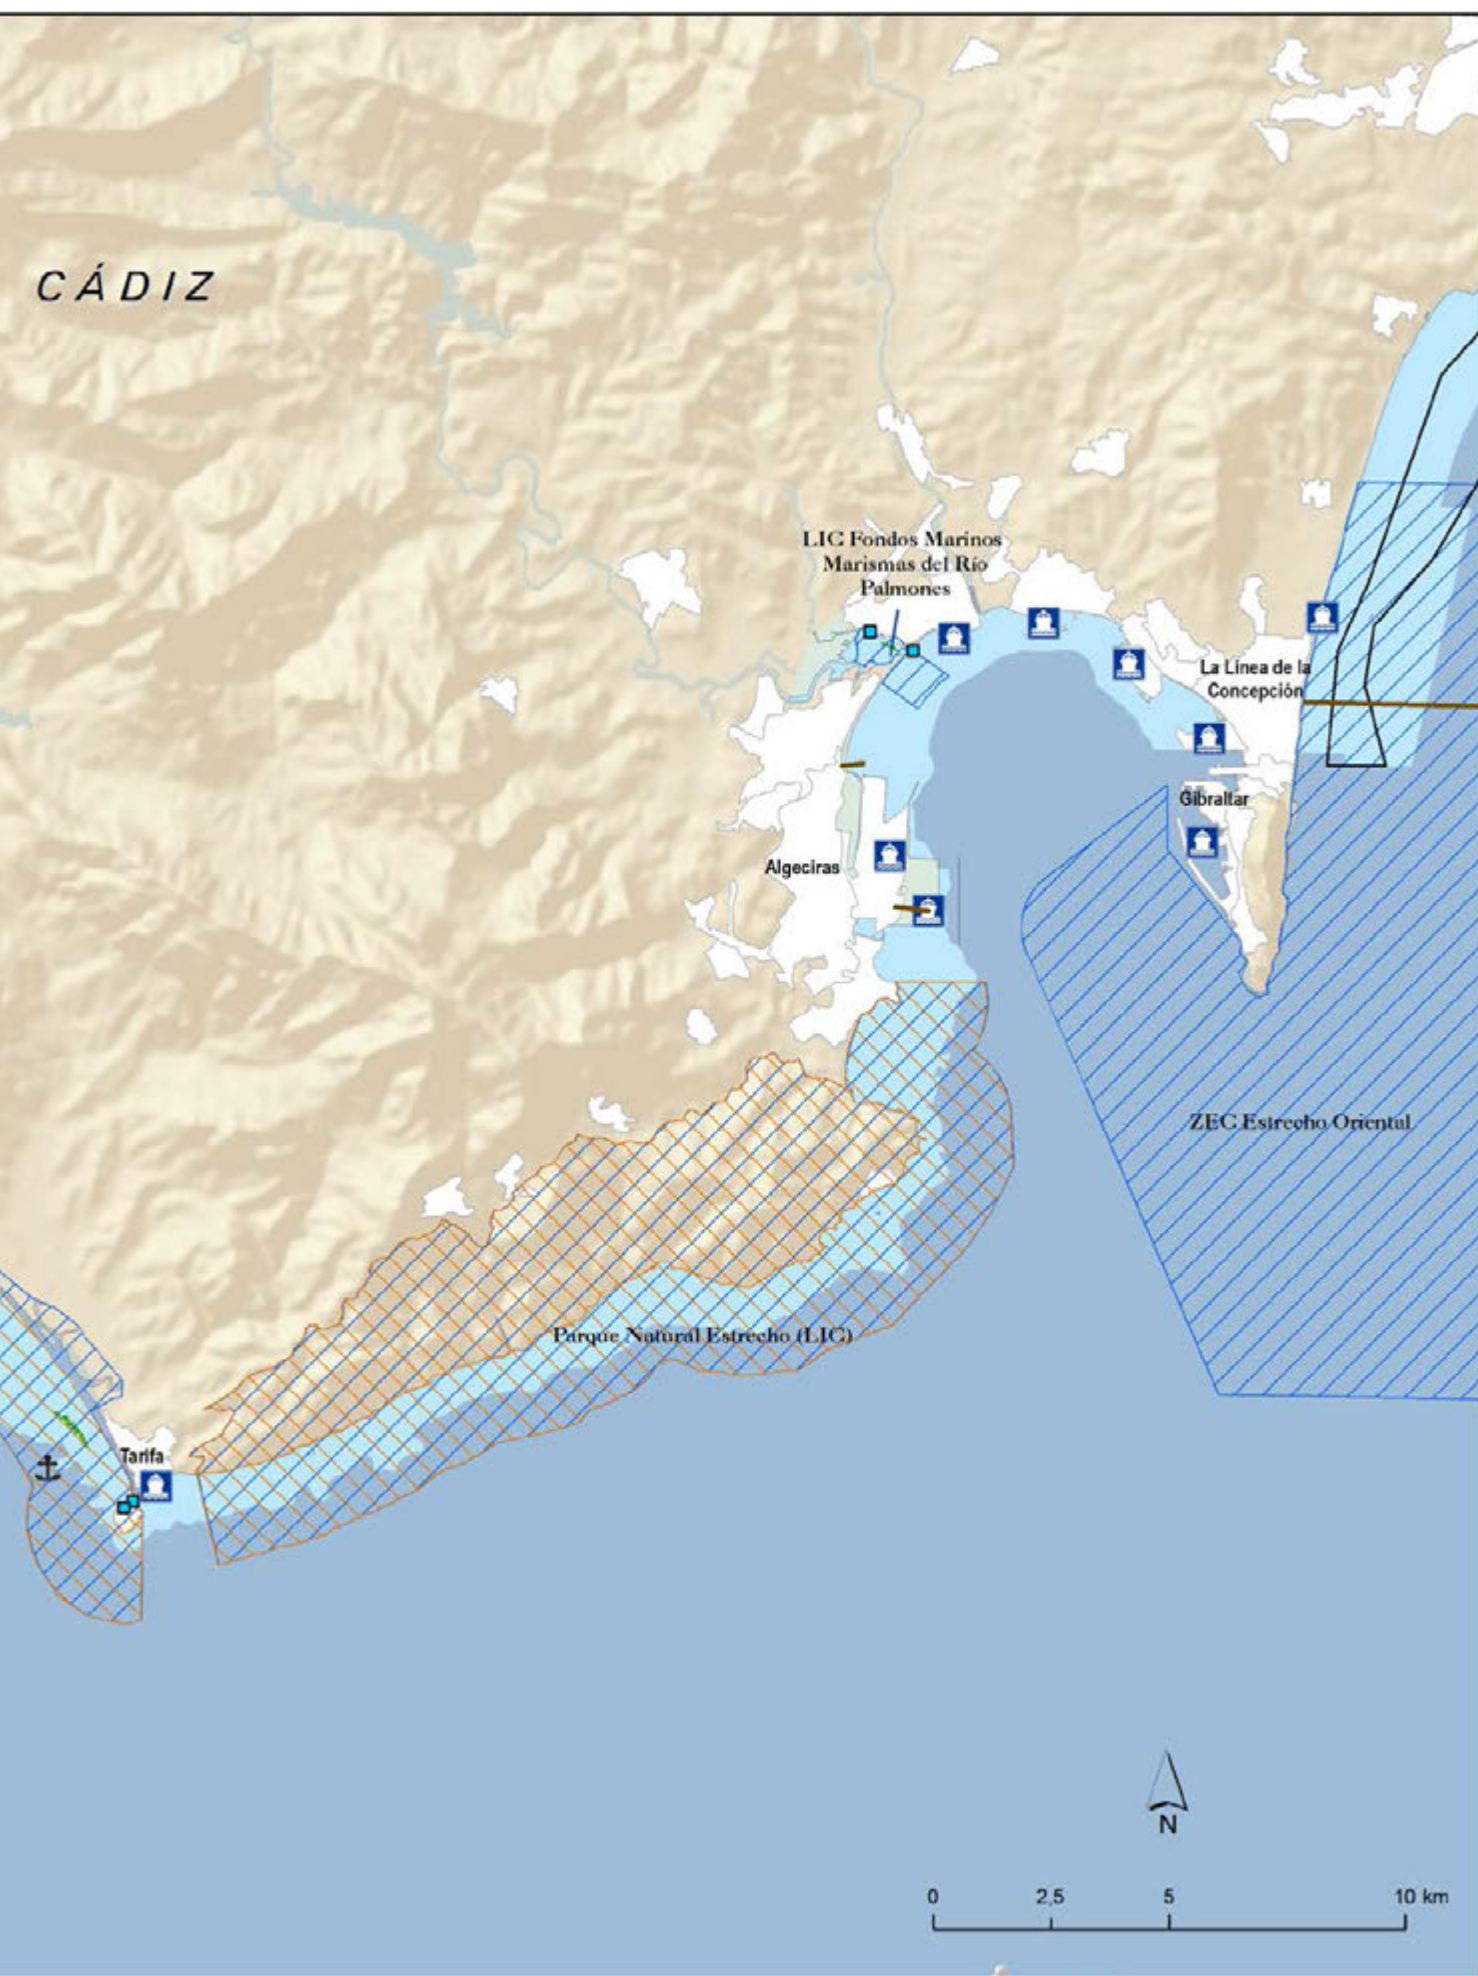 CÁDIZ
LIC Fondos Marinos
Marismas del Río
Palmones
La Línea de la
Concepción
Gibraltar
Algeciras
ZEC Estrecho Oriental
Parque Natural Estrecho (LIC)
Tarifa
N
0 2,5 5 10 km